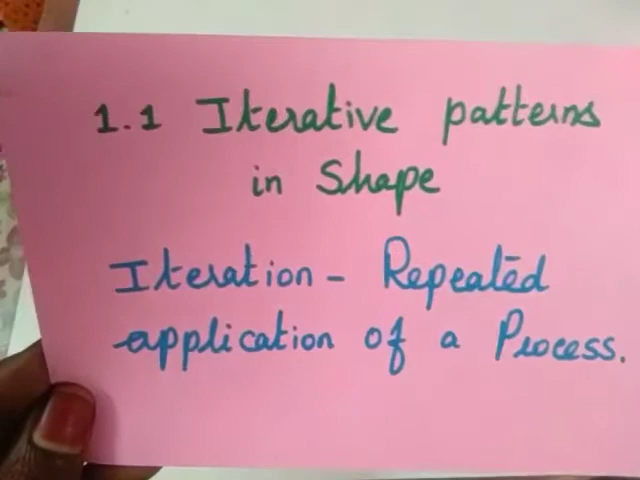 1.1 Iterative patterns
in Shape
Iteration - Repeated
application of a Process.